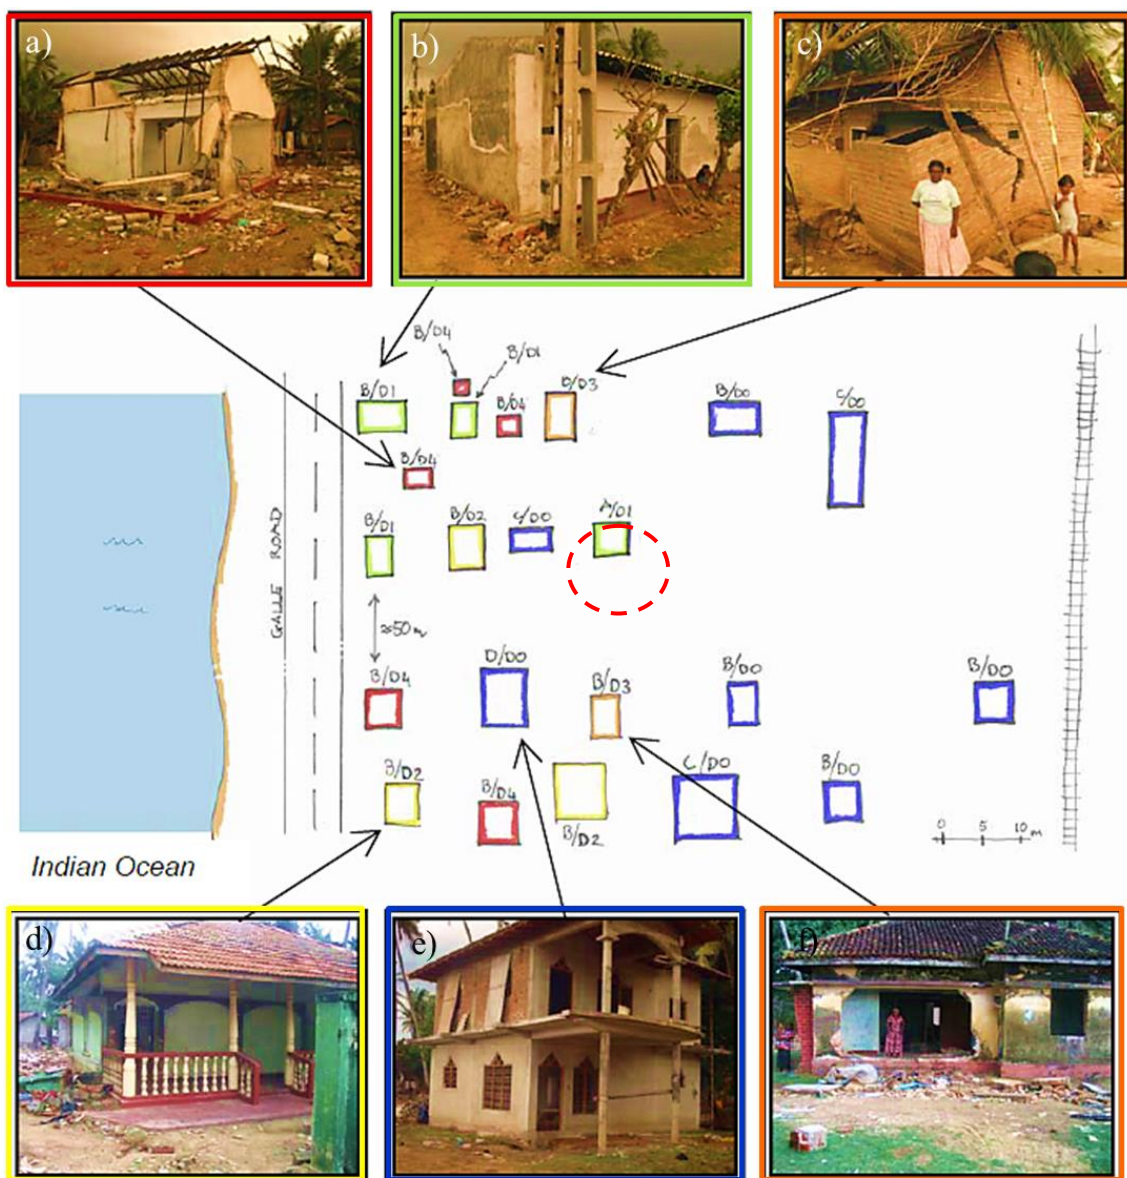 a)
b)
c)
B/D4
B/D1
B/D1
B/D4
D/D3
B/D0
C/D0
B/D4
B/D1
B/D2
C/D0
A/D1
GALLE ROAD
≈50 m
B/D4
D/D0
B/D3
B/D0
B/D0
B/D2
B/D4
B/D2
C/D0
B/D0
0 5 10 m
Indian Ocean
d)
e)
f)